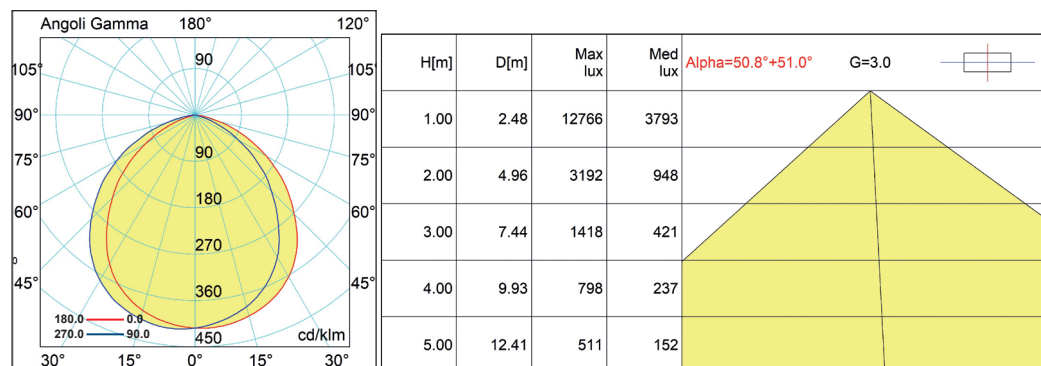 Angoli Gamma 180° 120°
105° 90 105°
90° 90°
90
75° 75°
180
60° 60°
270
0
45° 360 45°
180.0 0.0
270.0 90.0
450 cd/klm
30° 15° 0° 15° 30°
H[m] D[m] Max lux Med lux Alpha=50.8°+51.0° G=3.0
1.00 2.48 12766 3793
2.00 4.96 3192 948
3.00 7.44 1418 421
4.00 9.93 798 237
5.00 12.41 511 152